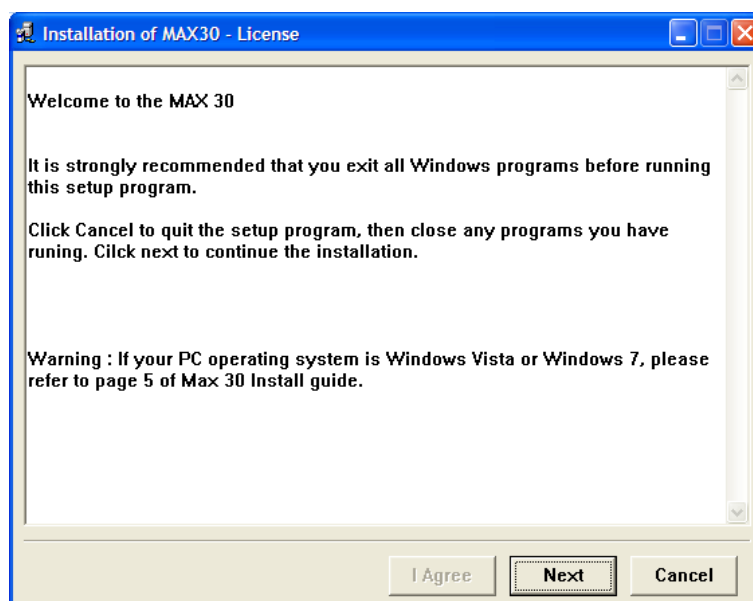 Installation of MAX30 - License
Welcome to the MAX 30
It is strongly recommended that you exit all Windows programs before running
this setup program.
Click Cancel to quit the setup program, then close any programs you have
runing. Cilck next to continue the installation.
Warning : If your PC operating system is Windows Vista or Windows 7, please
refer to page 5 of Max 30 Install guide.
I Agree Next Cancel